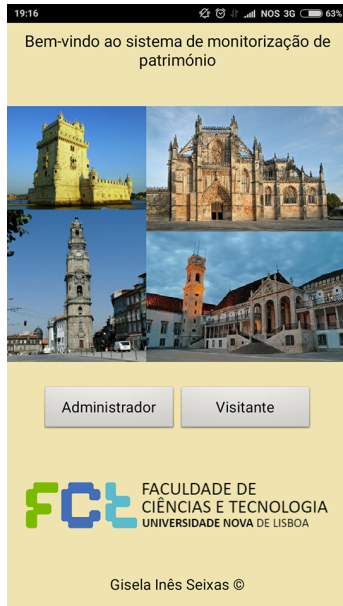 19:16 NOS 3G 63%
Bem-vindo ao sistema de monitorização de
património
Administrador Visitante
FCt
FACULDADE DE
CIÊNCIAS E TECNOLOGIA
UNIVERSIDADE NOVA DE LISBOA
Gisela Inês Seixas ©